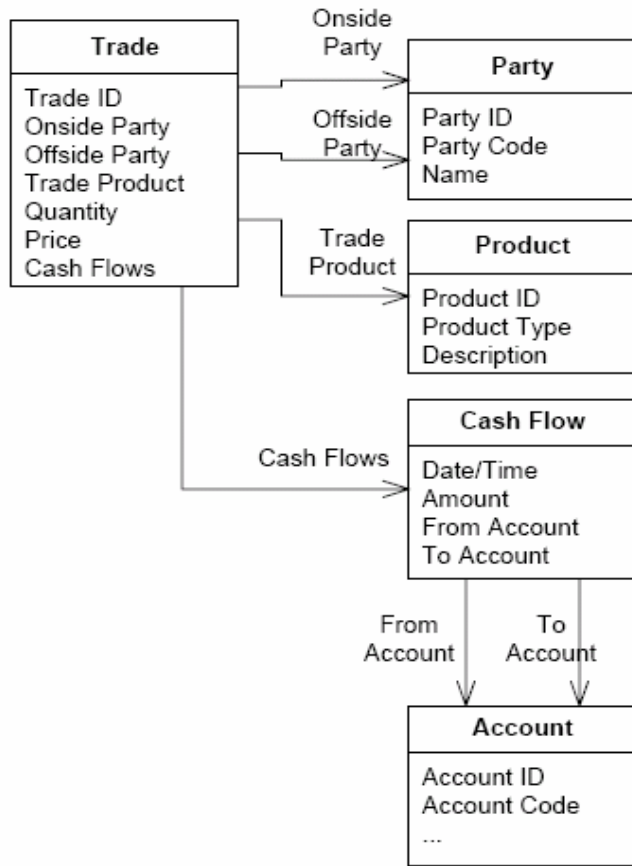 Trade
Trade ID
Onside Party
Offside Party
Trade Product
Quantity
Price
Cash Flows
Onside
Party
Offside
Party
Trade
Product
Cash Flows
Party
Party ID
Party Code
Name
Product
Product ID
Product Type
Description
Cash Flow
Date/Time
Amount
From Account
To Account
From
Account
To
Account
Account
Account ID
Account Code
...